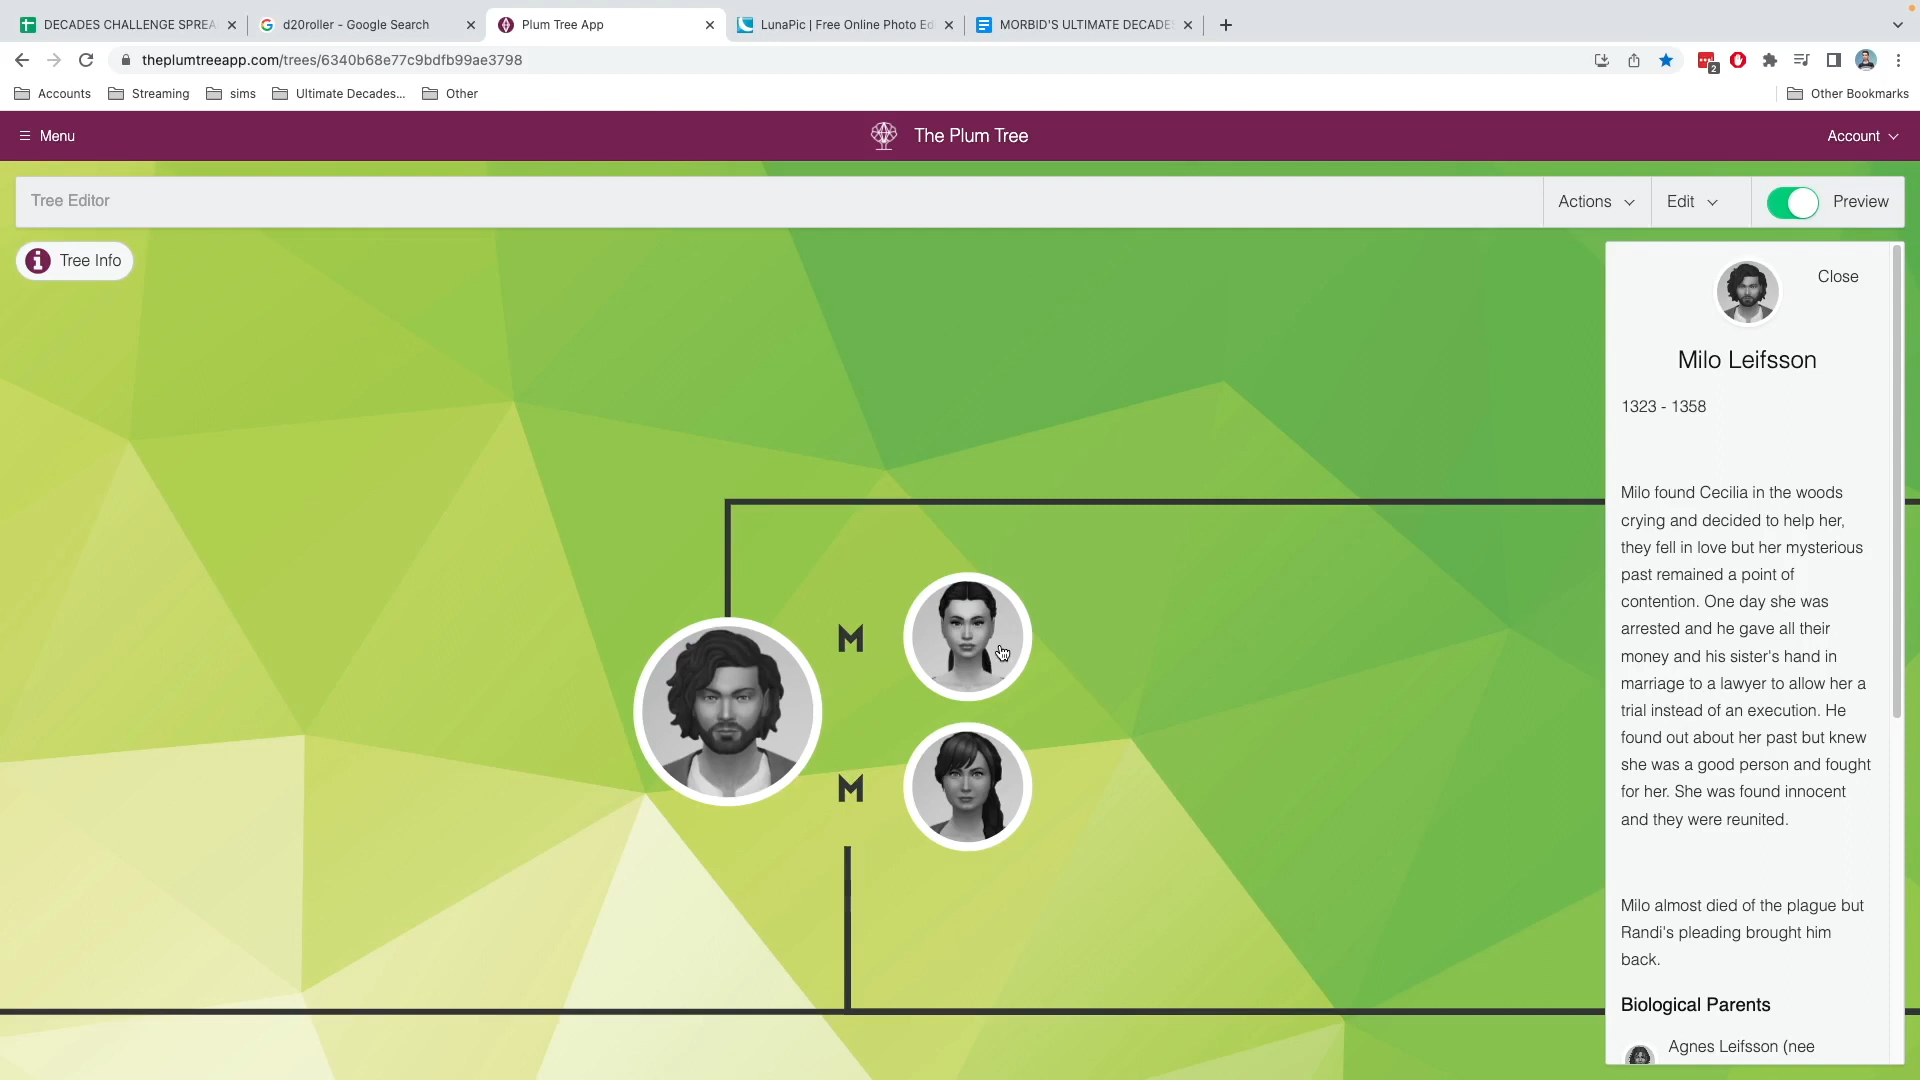 DECADES CHALLENGE SPREA
d20roller - Google Search
Plum Tree App
LunaPic | Free Online Photo Ed
MORBID'S ULTIMATE DECADES
theplumtreeapp.com/trees/6340b68e77c9bdfb99ae3798
2
Accounts
Streaming
sims
Ultimate Decades...
Other
Other Bookmarks
Menu
The Plum Tree
Account
Tree Editor
Actions
Edit
Preview
Tree Info
Close
Milo Leifsson
1323 - 1358
Milo found Cecilia in the woods
crying and decided to help her,
they fell in love but her mysterious
past remained a point of
contention. One day she was
arrested and he gave all their
money and his sister's hand in
marriage to a lawyer to allow her a
trial instead of an execution. He
found out about her past but knew
she was a good person and fought
for her. She was found innocent
and they were reunited.
Milo almost died of the plague but
Randi's pleading brought him
back.
Biological Parents
Agnes Leifsson (nee
M
M